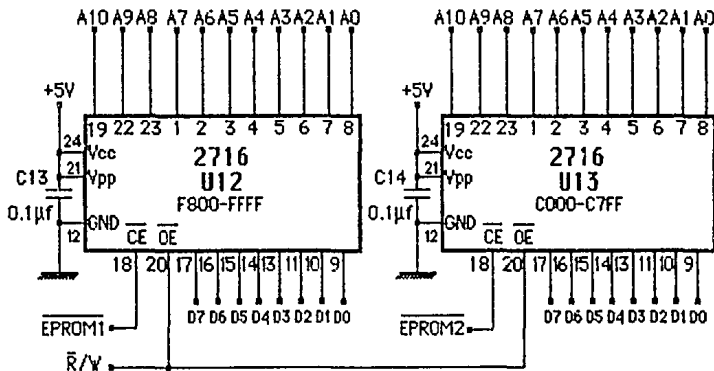 A10 A9 A8 A7 A6 A5 A4 A3 A2 A1 A0
A10 A9 A8 A7 A6 A5 A4 A3 A2 A1 A0
+5V
+5V
19 22 23 1 2 3 4 5 6 7 8
19 22 23 1 2 3 4 5 6 7 8
24 Vcc
2716
24 Vcc
2716
21 Vpp
U12
21 Vpp
U13
C13
F800-FFFF
C14
C000-C7FF
0.1µf
GND
12
0.1µf
GND
12
CE OE
CE OE
18 20 17 16 15 14 13 11 10 9
18 20 17 16 15 14 13 11 10 9
D7 D6 D5 D4 D3 D2 D1 D0
D7 D6 D5 D4 D3 D2 D1 D0
EPROM1
EPROM2
R/W